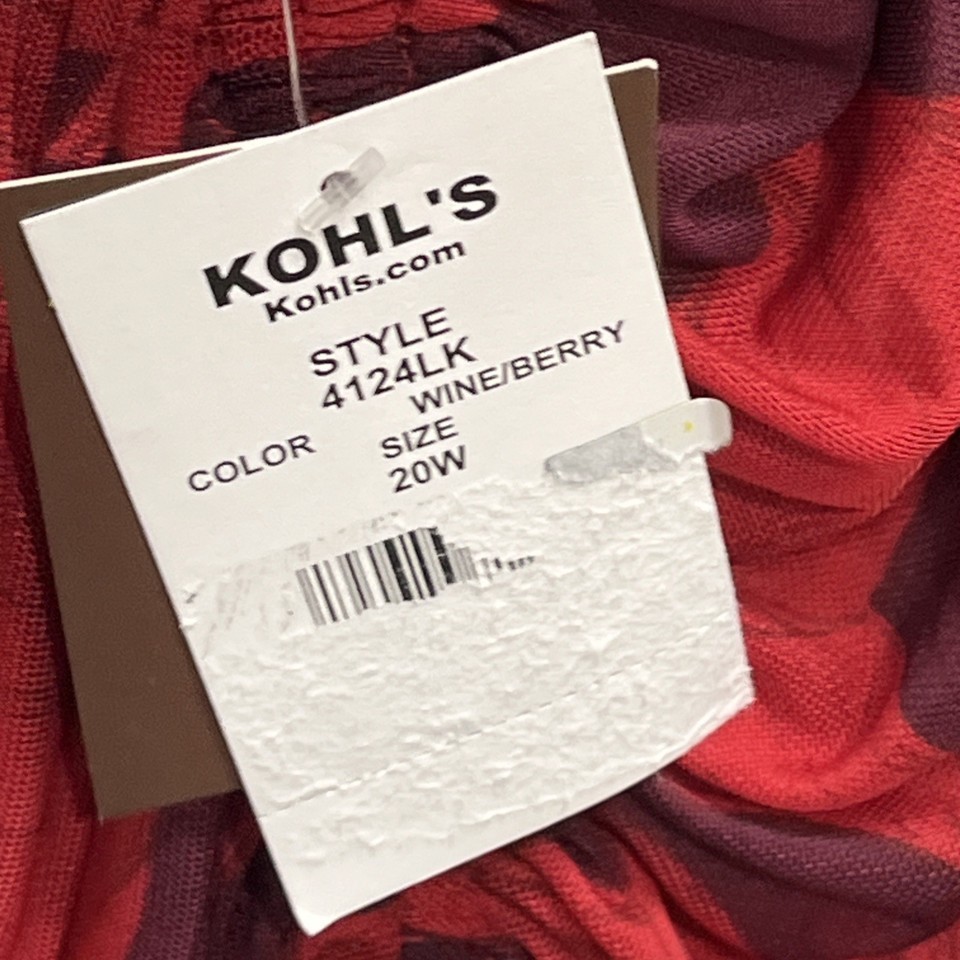 KOHL'S
Kohls.com
STYLE
4124LK
COLOR WINE/BERRY
SIZE
20W